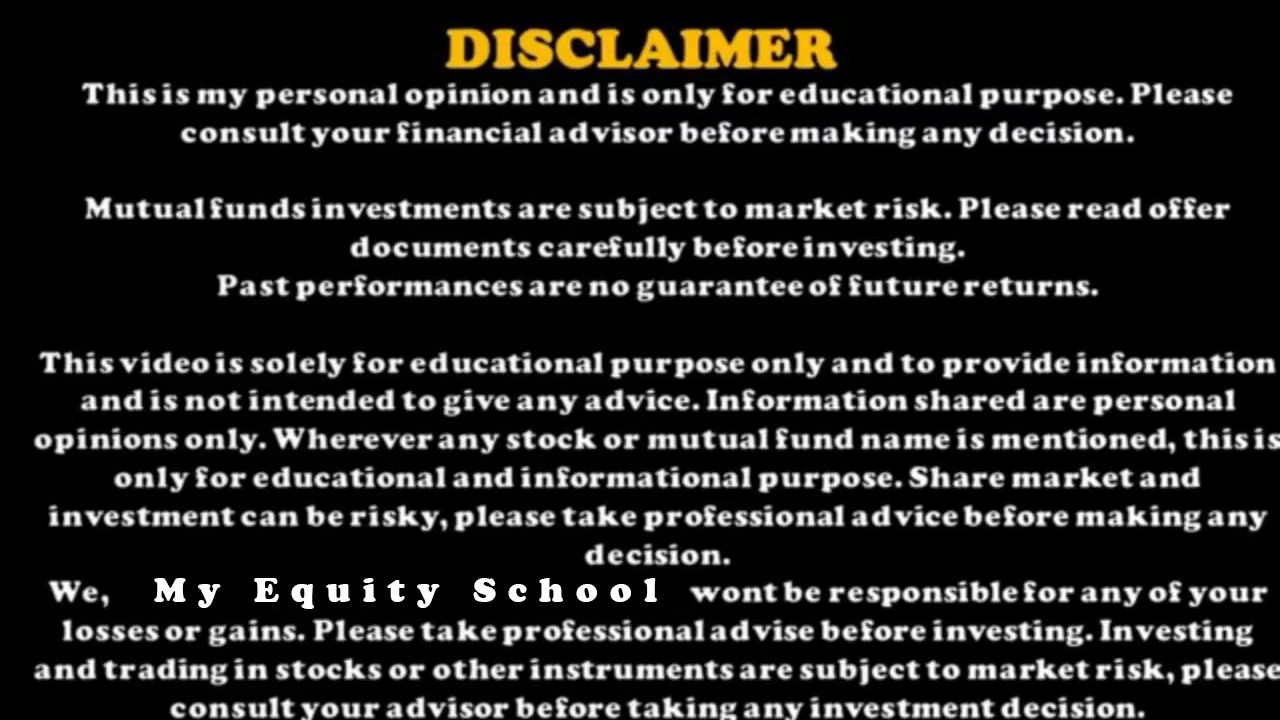 DISCLAIMER
This is my personal opinion and is only for educational purpose. Please
consult your financial advisor before making any decision.
Mutual funds investments are subject to market risk. Please read offer
documents carefully before investing.
Past performances are no guarantee of future returns.
This video is solely for educational purpose only and to provide information
and is not intended to give any advice. Information shared are personal
opinions only. Wherever any stock or mutual fund name is mentioned, this is
only for educational and informational purpose. Share market and
investment can be risky, please take professional advice before making any
decision.
We, My Equity School wont be responsible for any of your
losses or gains. Please take professional advise before investing. Investing
and trading in stocks or other instruments are subject to market risk, please
consult your advisor before taking any investment decision.